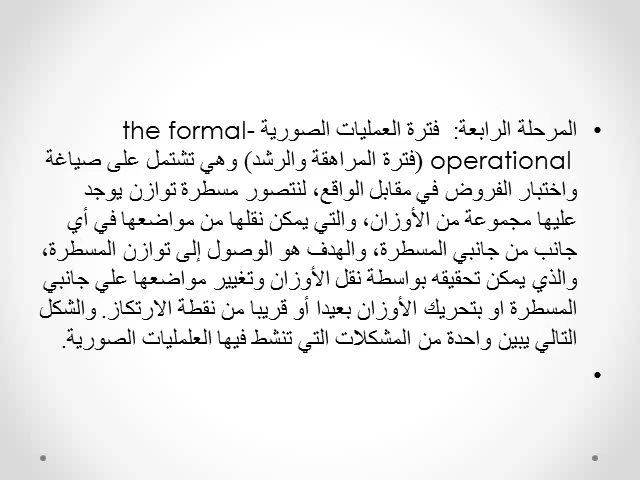 • المرحلة الرابعة: فترة العمليات الصورية the formal-
operational (فترة المراهقة والرشد) وهي تشتمل على صياغة
واختبار الفروض في مقابل الواقع، لنتصور مسطرة توازن يوجد
عليها مجموعة من الأوزان، والتي يمكن نقلها من مواضعها في أي
جانب من جانبي المسطرة، والهدف هو الوصول إلى توازن المسطرة،
والذي يمكن تحقيقه بواسطة نقل الأوزان وتغيير مواضعها علي جانبي
المسطرة او بتحريك الأوزان بعيدا أو قريبا من نقطة الارتكاز. والشكل
التالي يبين واحدة من المشكلات التي تنشط فيها العلمليات الصورية.
•